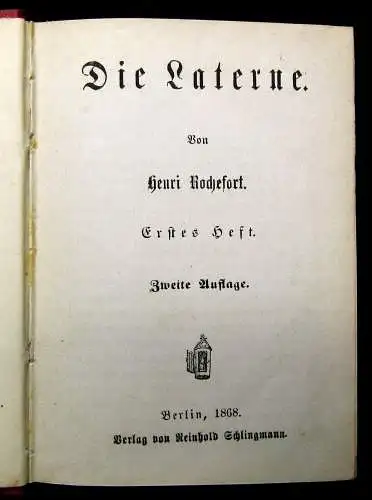 Die Laterne.
Von
Henri Rochefort.
Erstes Heft.
Zweite Auflage.
Berlin, 1868.
Verlag von Reinhold Schlingmann.